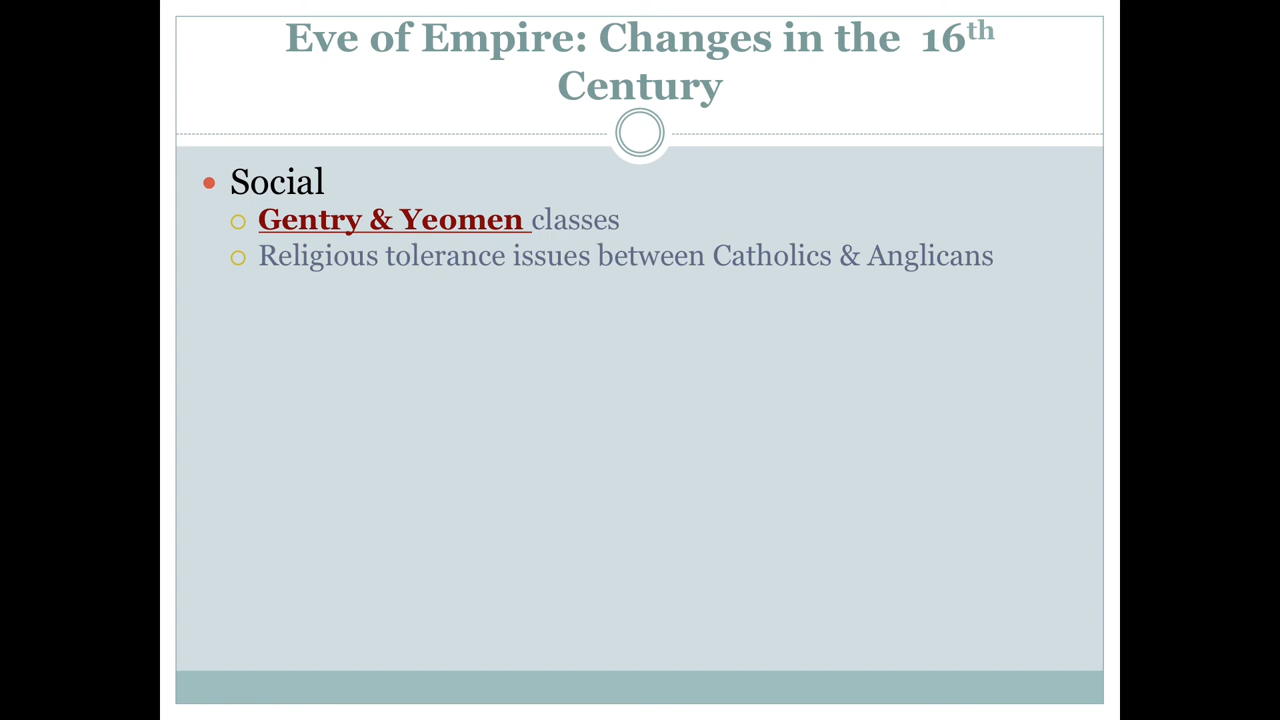 Eve of Empire: Changes in the 16th
Century
Social
Gentry & Yeomen classes
Religious tolerance issues between Catholics & Anglicans